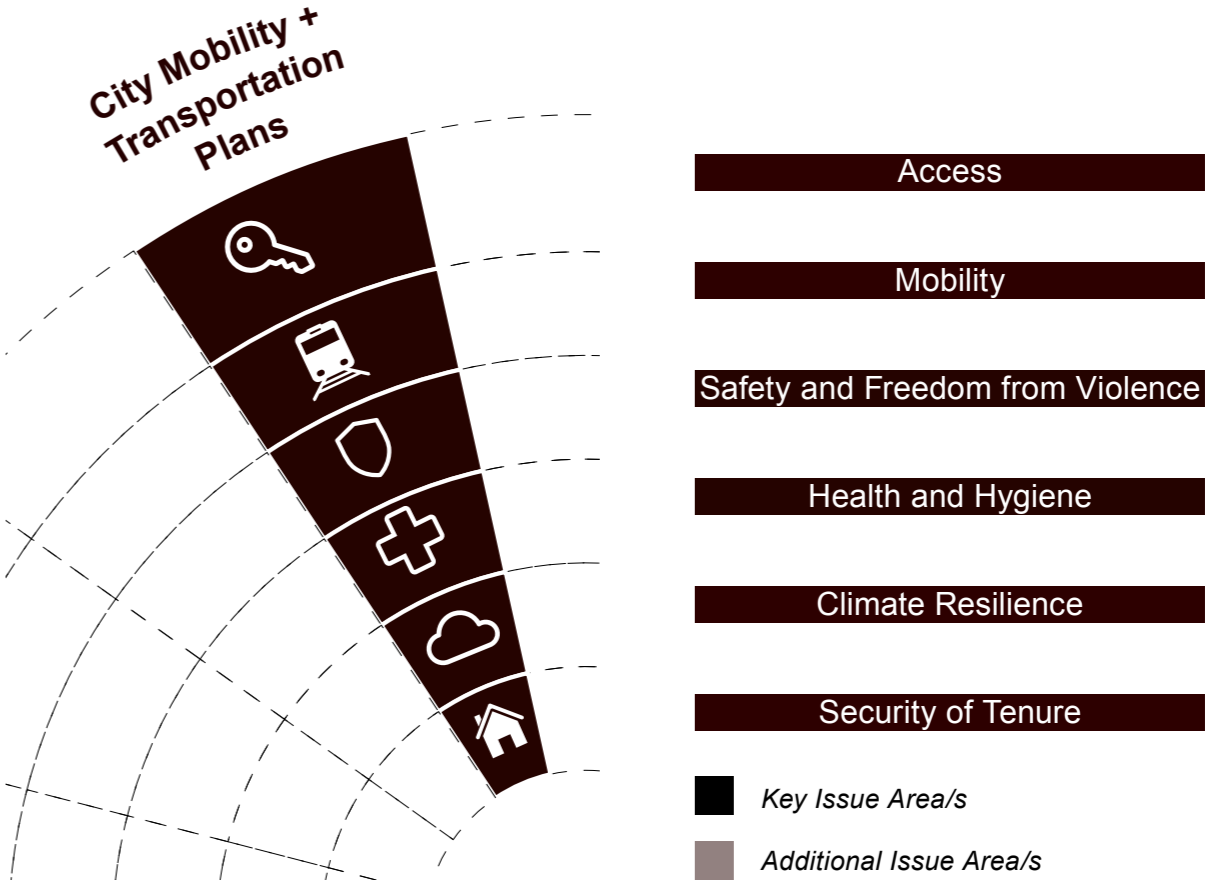 City Mobility +
Transportation
Plans
Access
Mobility
Safety and Freedom from Violence
Health and Hygiene
Climate Resilience
Security of Tenure
Key Issue Area/s
Additional Issue Area/s